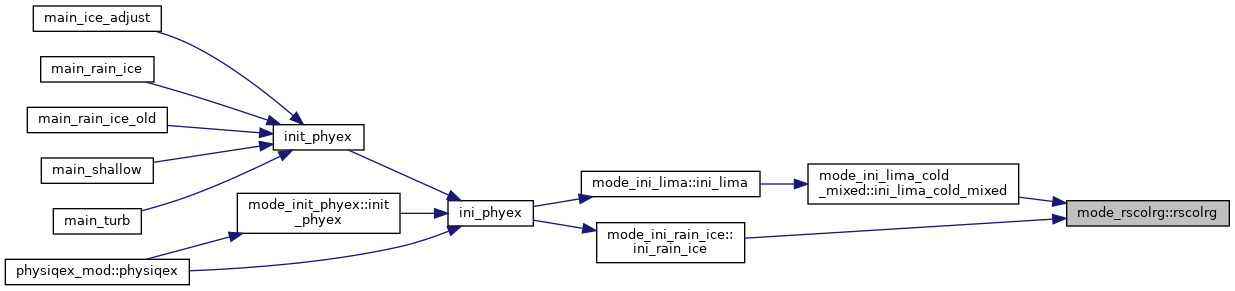 main_ice_adjust
main_rain_ice
main_rain_ice_old
main_shallow
main_turb
physiqex_mod::physiqex
init_phyex
mode_init_phyex::init
_phyex
ini_phyex
mode_ini_lima::ini_lima
mode_ini_rain_ice::
ini_rain_ice
mode_ini_lima_cold
_mixed::ini_lima_cold_mixed
mode_rscolrg::rscolrg